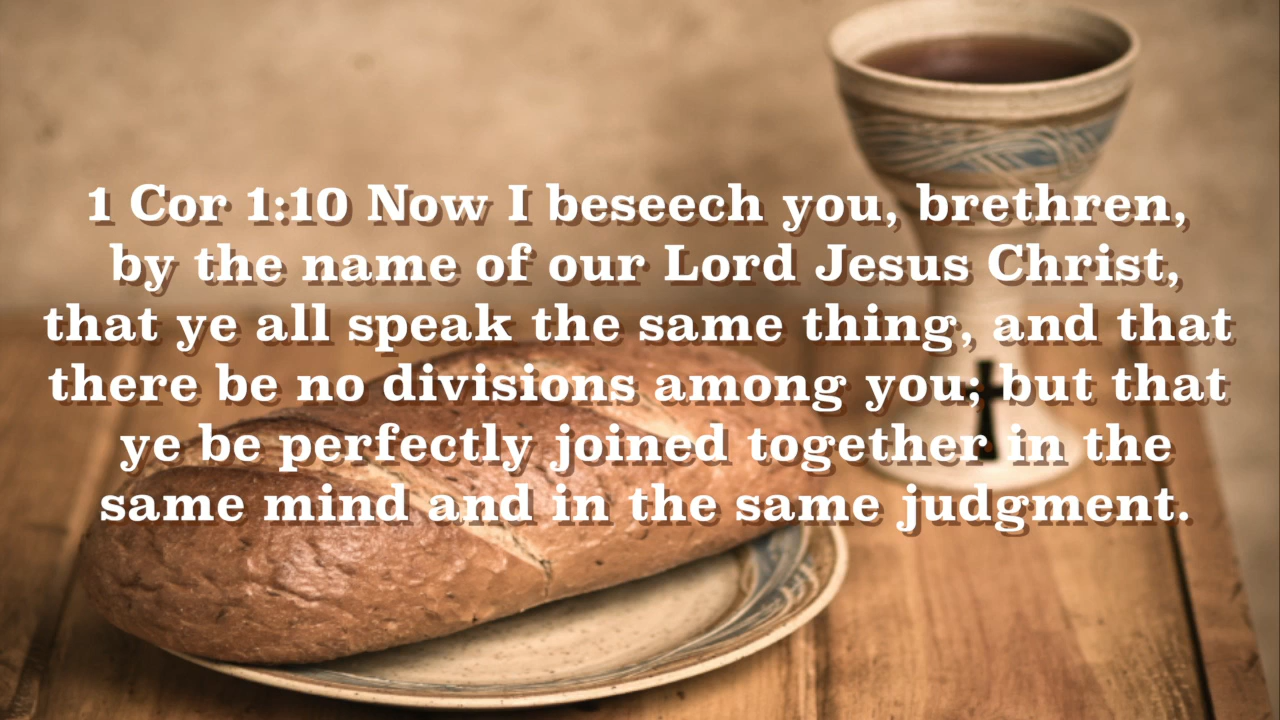 1 Cor 1:10 Now I beseech you, brethren,
by the name of our Lord Jesus Christ,
that ye all speak the same thing, and that
there be no divisions among you; but that
ye be perfectly joined together in the
same mind and in the same judgment.